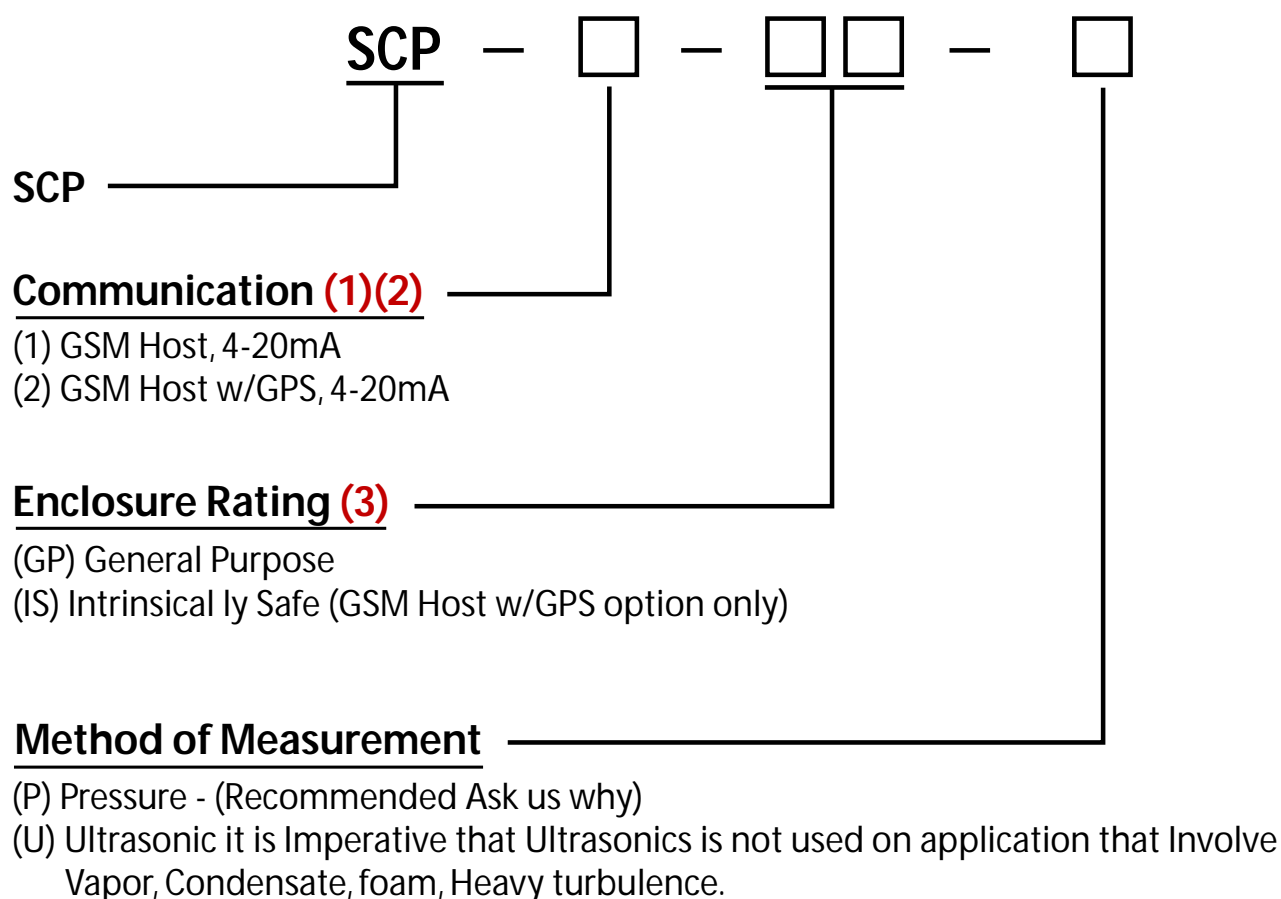 SCP – □ – □□ – □
SCP
Communication (1)(2)
(1) GSM Host, 4-20mA
(2) GSM Host w/GPS, 4-20mA
Enclosure Rating (3)
(GP) General Purpose
(IS) Intrinsical ly Safe (GSM Host w/GPS option only)
Method of Measurement
(P) Pressure - (Recommended Ask us why)
(U) Ultrasonic it is Imperative that Ultrasonics is not used on application that Involve
Vapor, Condensate, foam, Heavy turbulence.